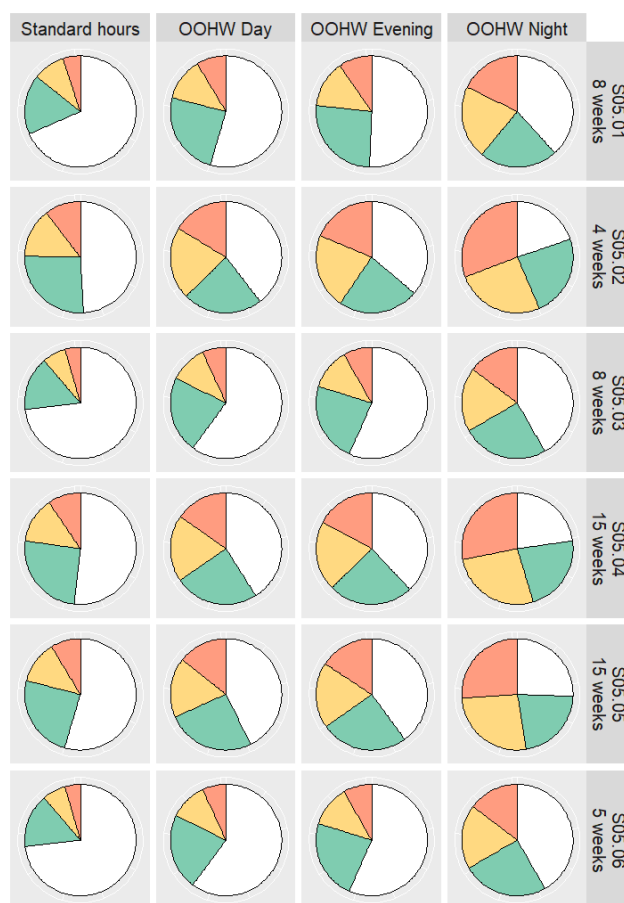 Standard hours
OOHW Day
OOHW Evening
OOHW Night
S05.01
8 weeks
S05.02
4 weeks
S05.03
8 weeks
S05.04
15 weeks
S05.05
15 weeks
S05.06
5 weeks